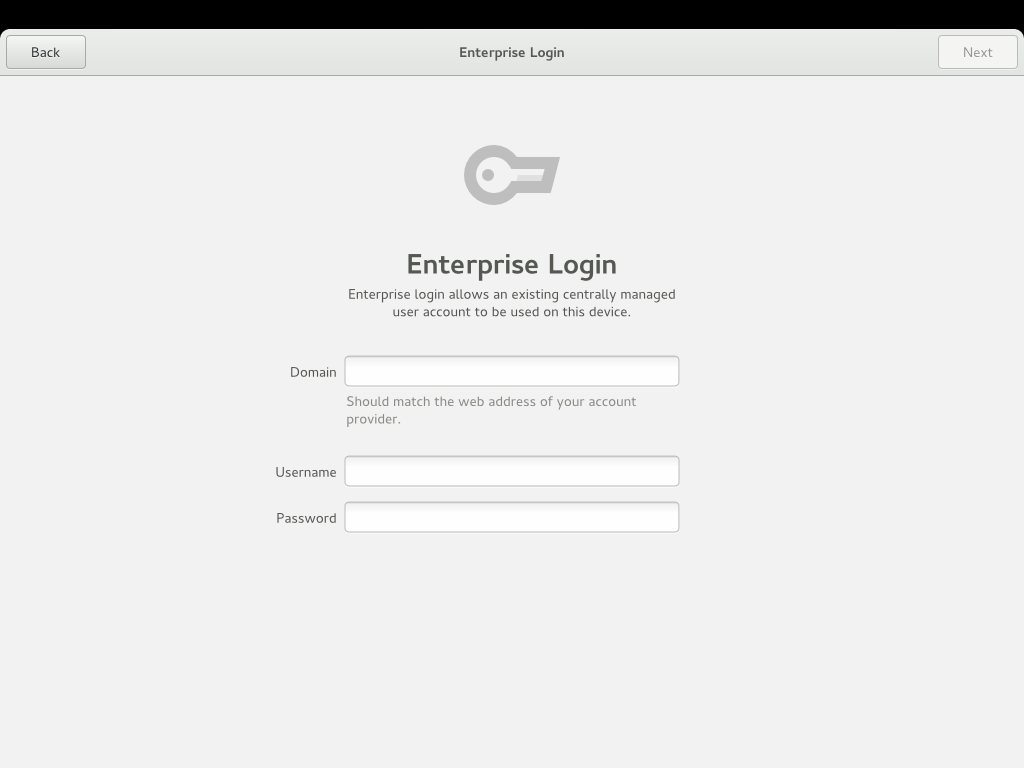 Back
Enterprise Login
Next
Enterprise Login
Enterprise login allows an existing centrally managed
user account to be used on this device.
Domain
Should match the web address of your account
provider.
Username
Password